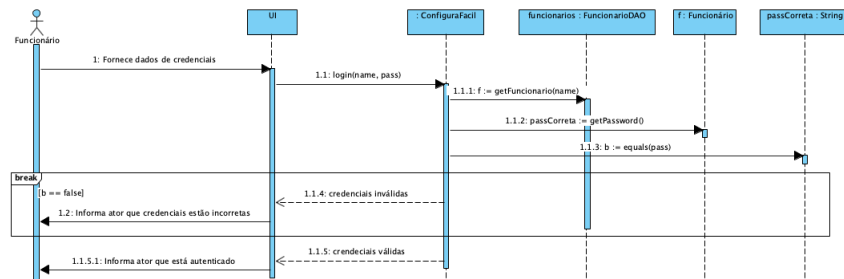 Funcionário
UI
: ConfiguraFacil
funcionarios : FuncionarioDAO
f : Funcionário
passCorreta : String
1: Fornece dados de credenciais
1.1: login(name, pass)
1.1.1: f := getFuncionario(name)
1.1.2: passCorreta := getPassword()
1.1.3: b := equals(pass)
break
[b == false]
1.1.4: credenciais inválidas
1.2: Informa ator que credenciais estão incorretas
1.1.5: crendeciais válidas
1.1.5.1: Informa ator que está autenticado